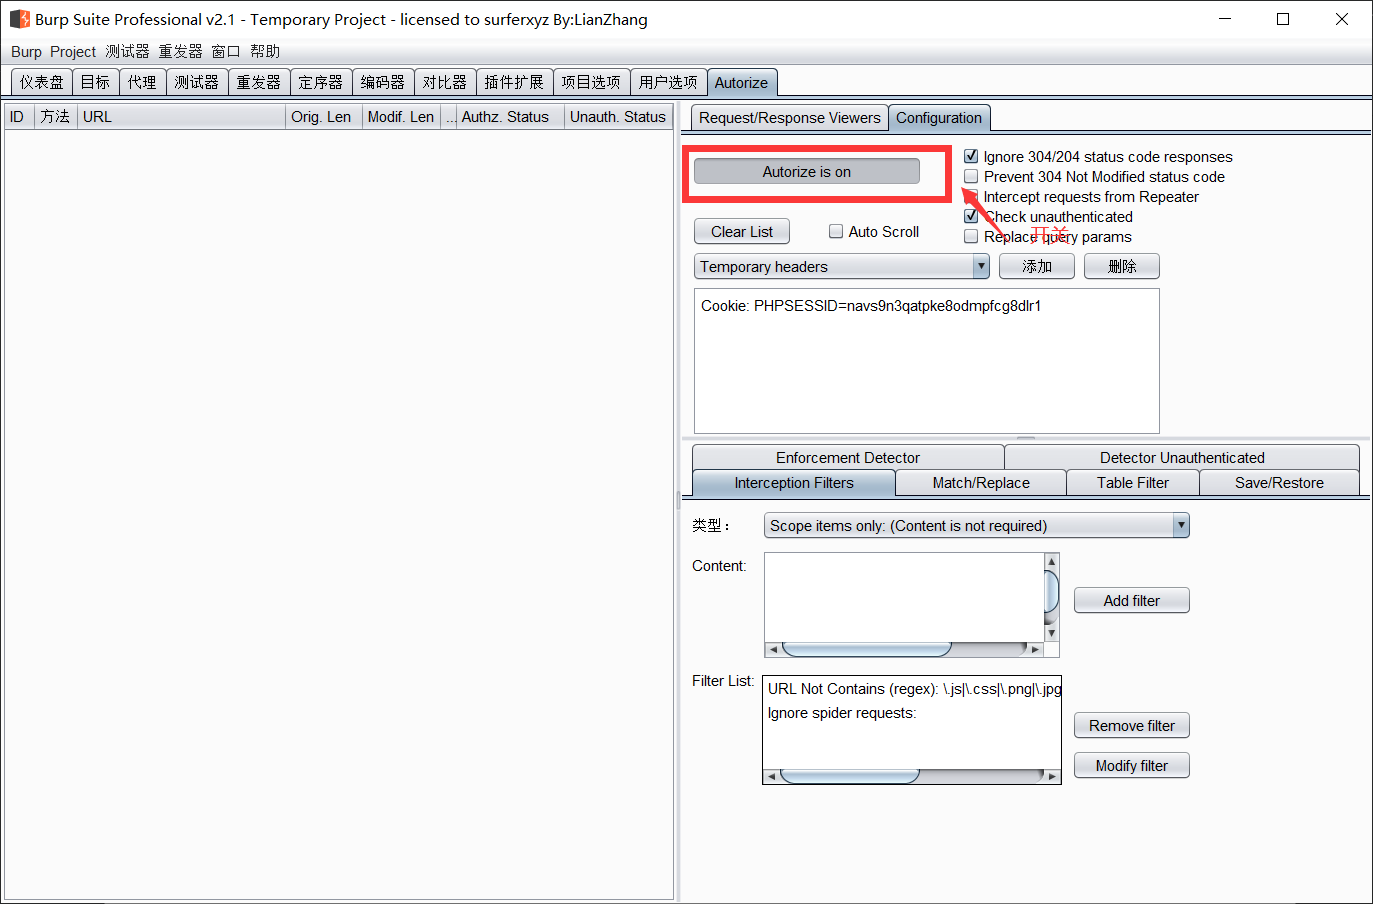 Burp Suite Professional v2.1 - Temporary Project - licensed to surferxyz By:LianZhang
Burp Project 测试器 重发器 窗口 帮助
仪表盘 目标 代理 测试器 重发器 定序器 编码器 对比器 插件扩展 项目选项 用户选项 Autorize
ID 方法 URL Orig. Len Modif. Len ... Authz. Status Unauth. Status
Request/Response Viewers Configuration
Autorize is on
Ignore 304/204 status code responses
Prevent 304 Not Modified status code
Intercept requests from Repeater
Check unauthenticated
Replace query params
开关
Clear List Auto Scroll
Temporary headers 添加 删除
Cookie: PHPSESSID=navs9n3qatpke8odmpfcg8dlr1
Enforcement Detector Detector Unauthenticated
Interception Filters Match/Replace Table Filter Save/Restore
类型： Scope items only: (Content is not required)
Content:
Add filter
Filter List:
URL Not Contains (regex): \.js|\.css|\.png|\.jpg
Ignore spider requests:
Remove filter
Modify filter